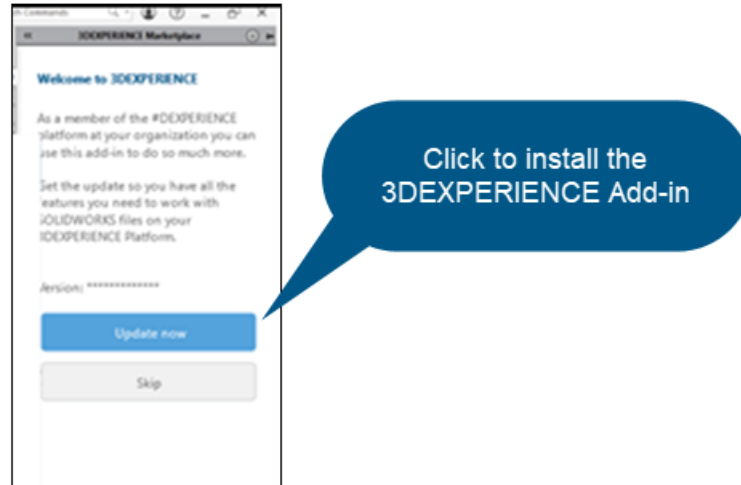 ch Commands
3DEXPERIENCE Marketplace
Welcome to 3DEXPERIENCE
As a member of the #DEXPERIENCE
platform at your organization you can
use this add-in to do so much more.
Get the update so you have all the
features you need to work with
SOLIDWORKS files on your
3DEXPERIENCE Platform.
Version: *************
Update now
Skip
Click to install the
3DEXPERIENCE Add-in